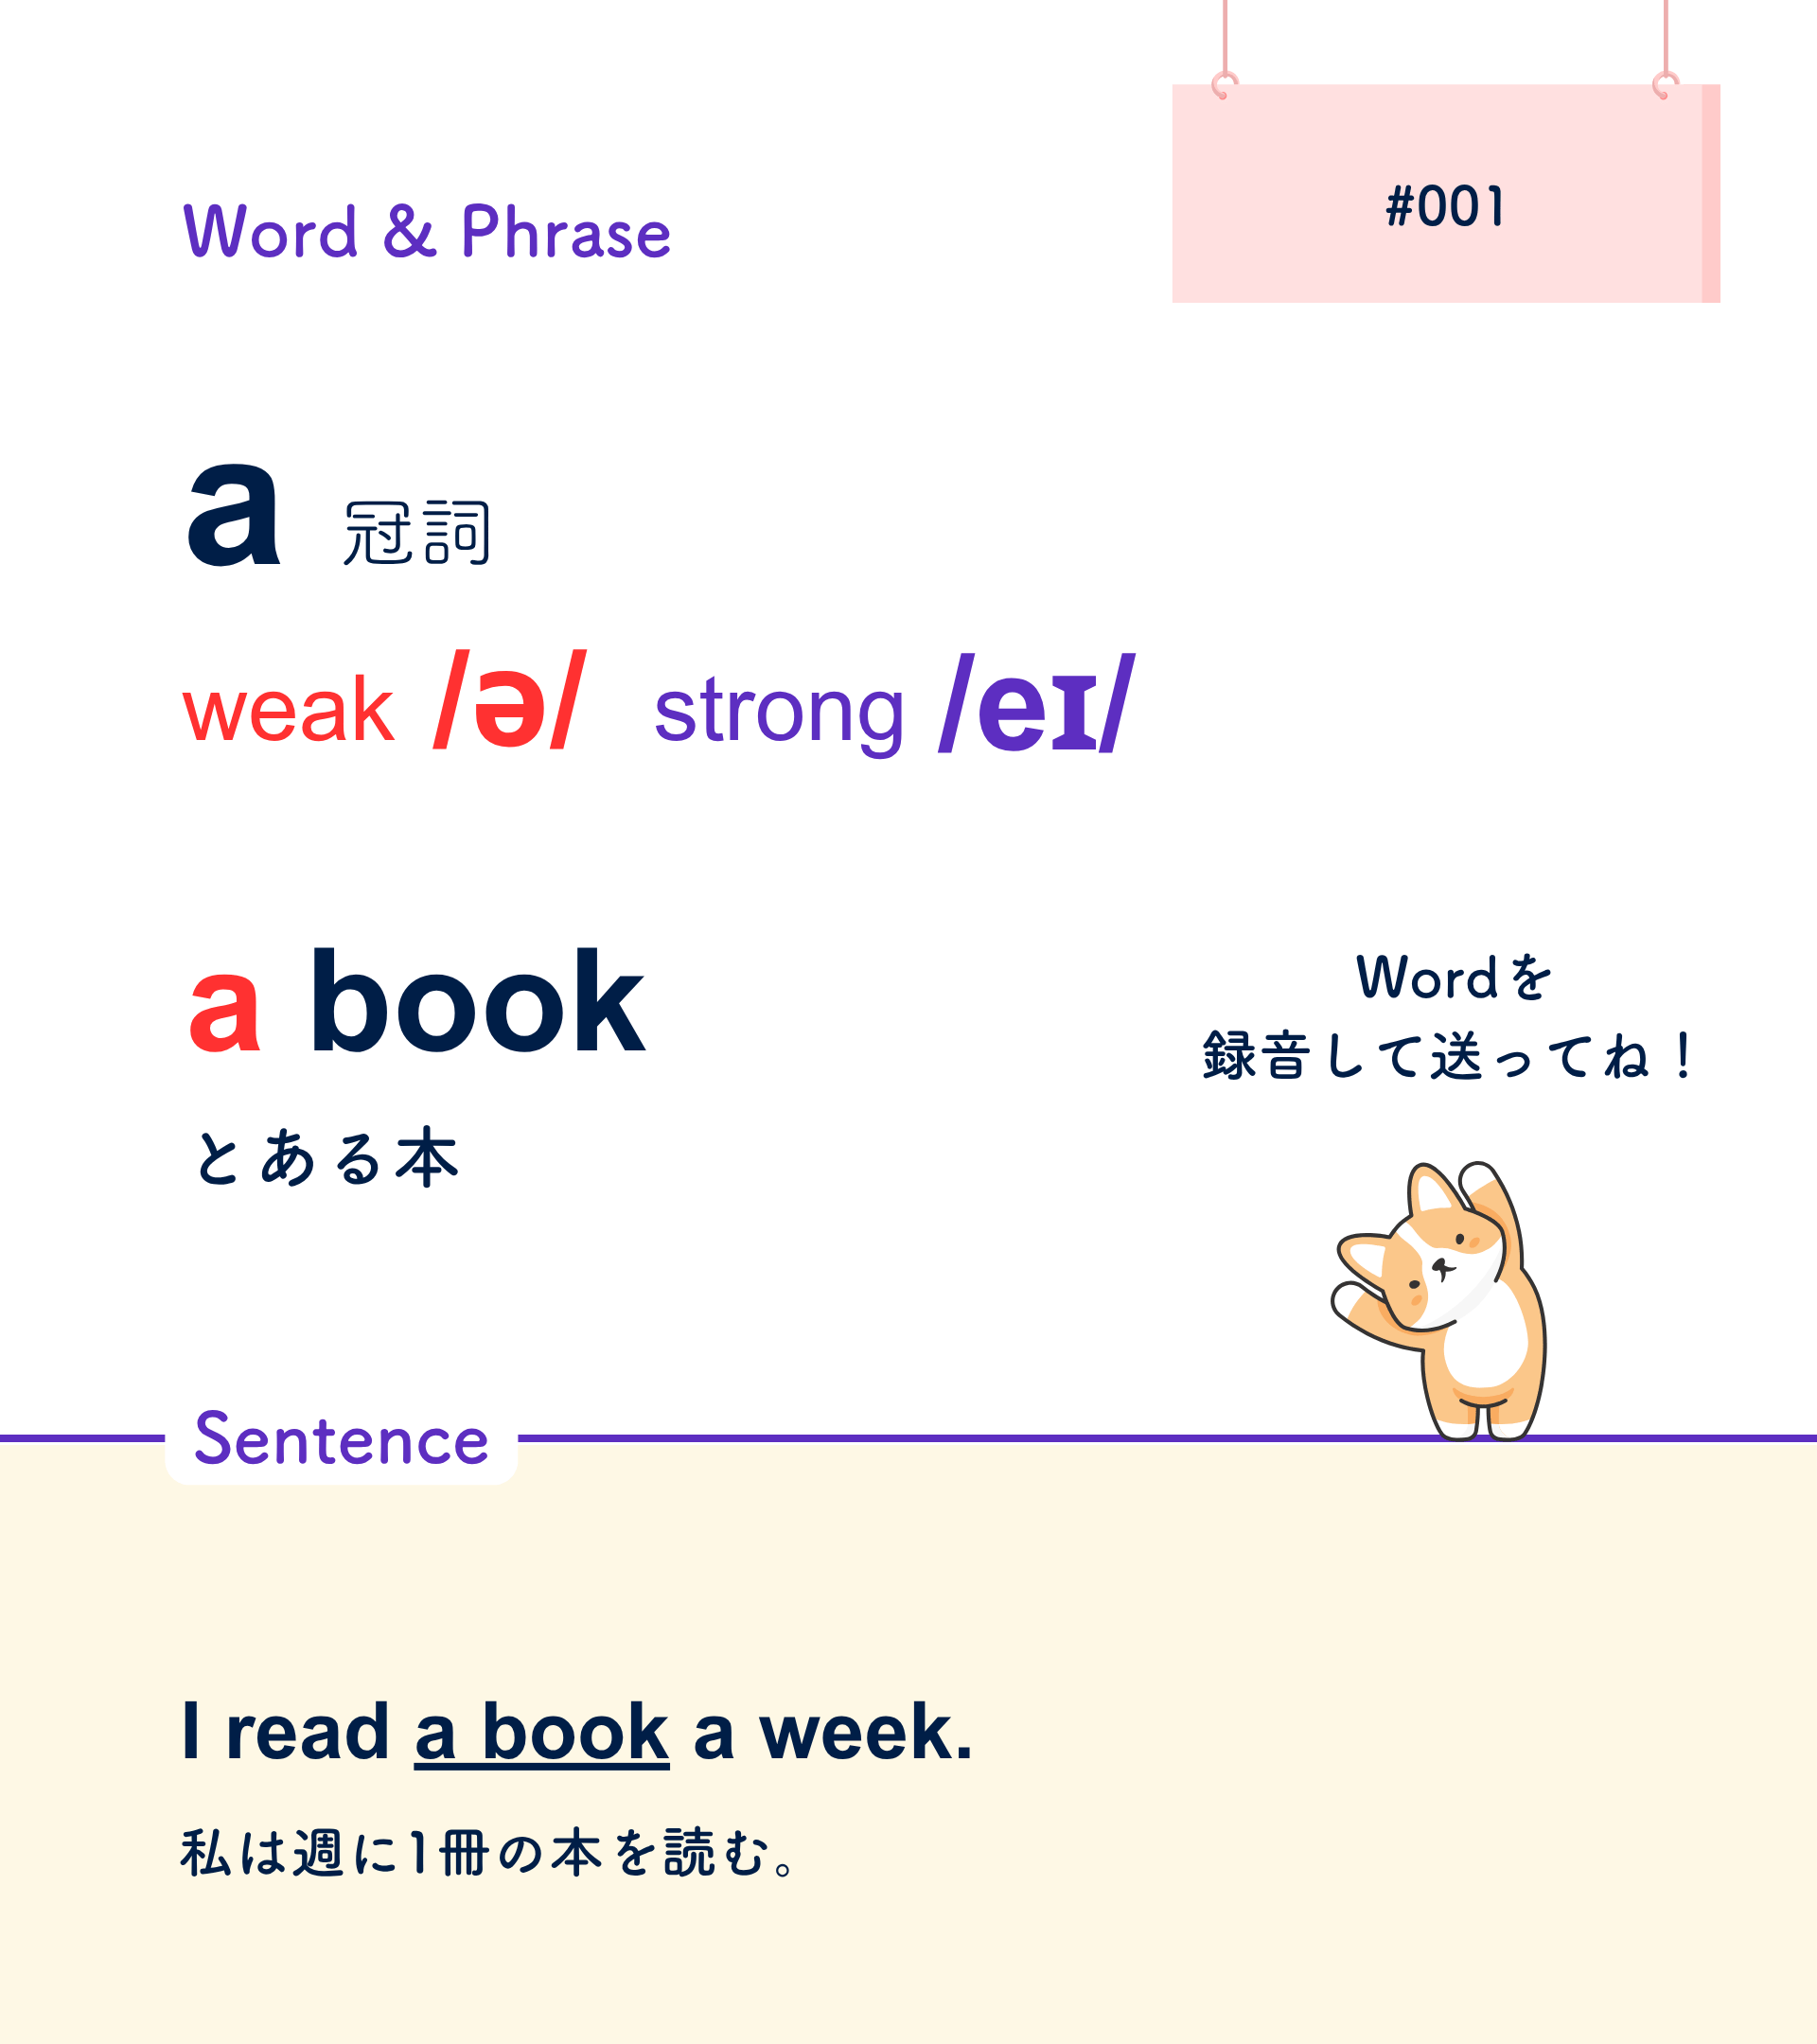 #001
Word & Phrase
a 冠詞
weak /ə/ strong /eɪ/
a book
とある本
Wordを
録音して送ってね！
Sentence
I read a book a week.
私は週に1冊の本を読む。